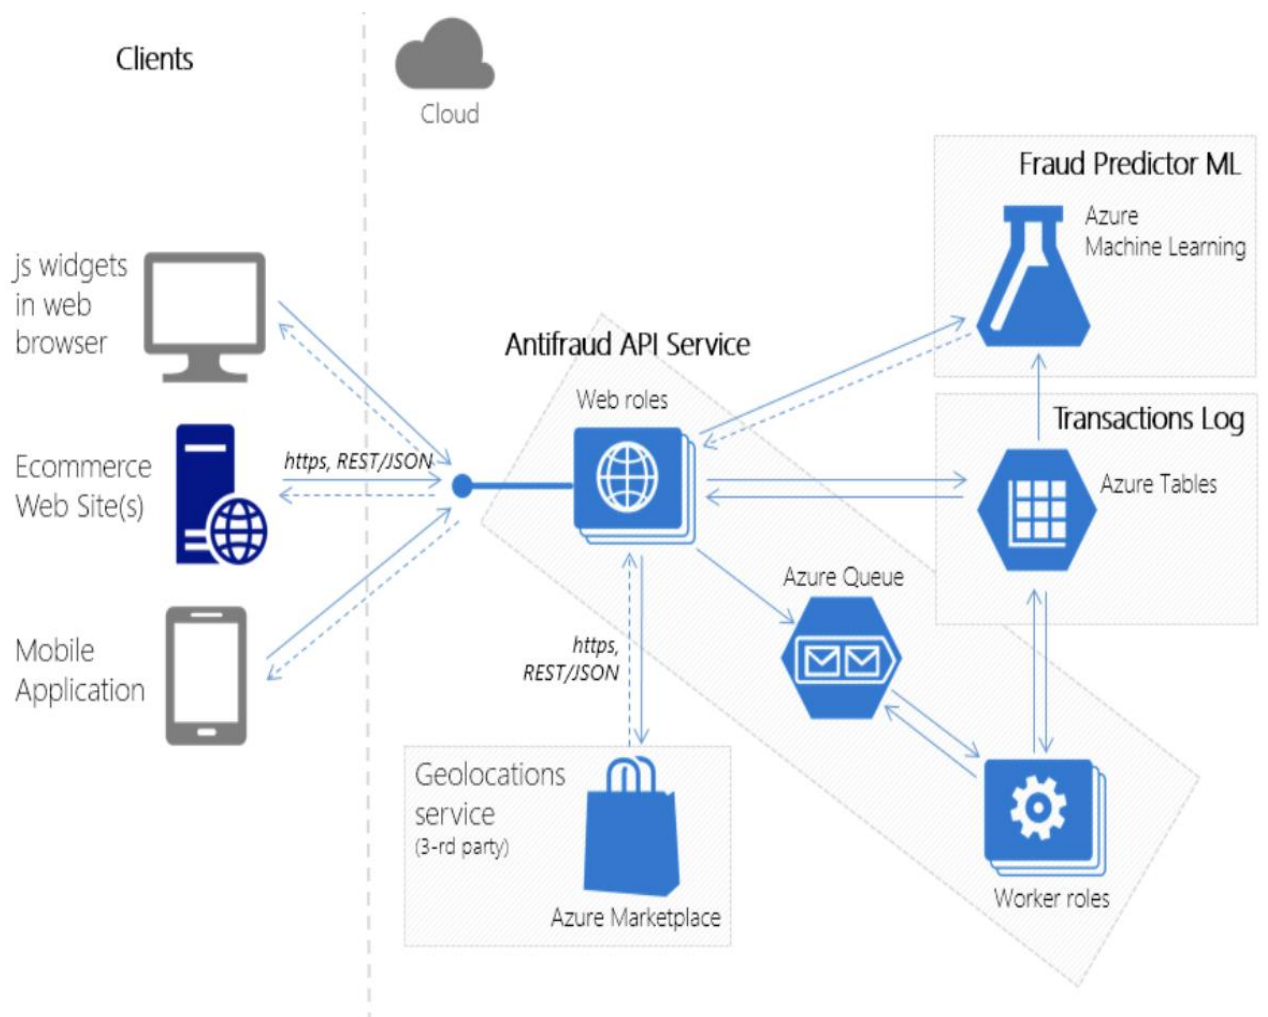 Clients
Cloud
Fraud Predictor ML
Azure
Machine Learning
js widgets
in web
browser
Antifraud API Service
Web roles
Transactions Log
Azure Tables
https, REST/JSON
Ecommerce
Web Site(s)
Azure Queue
https,
REST/JSON
Mobile
Application
Geolocations
service
(3-rd party)
Azure Marketplace
Worker roles